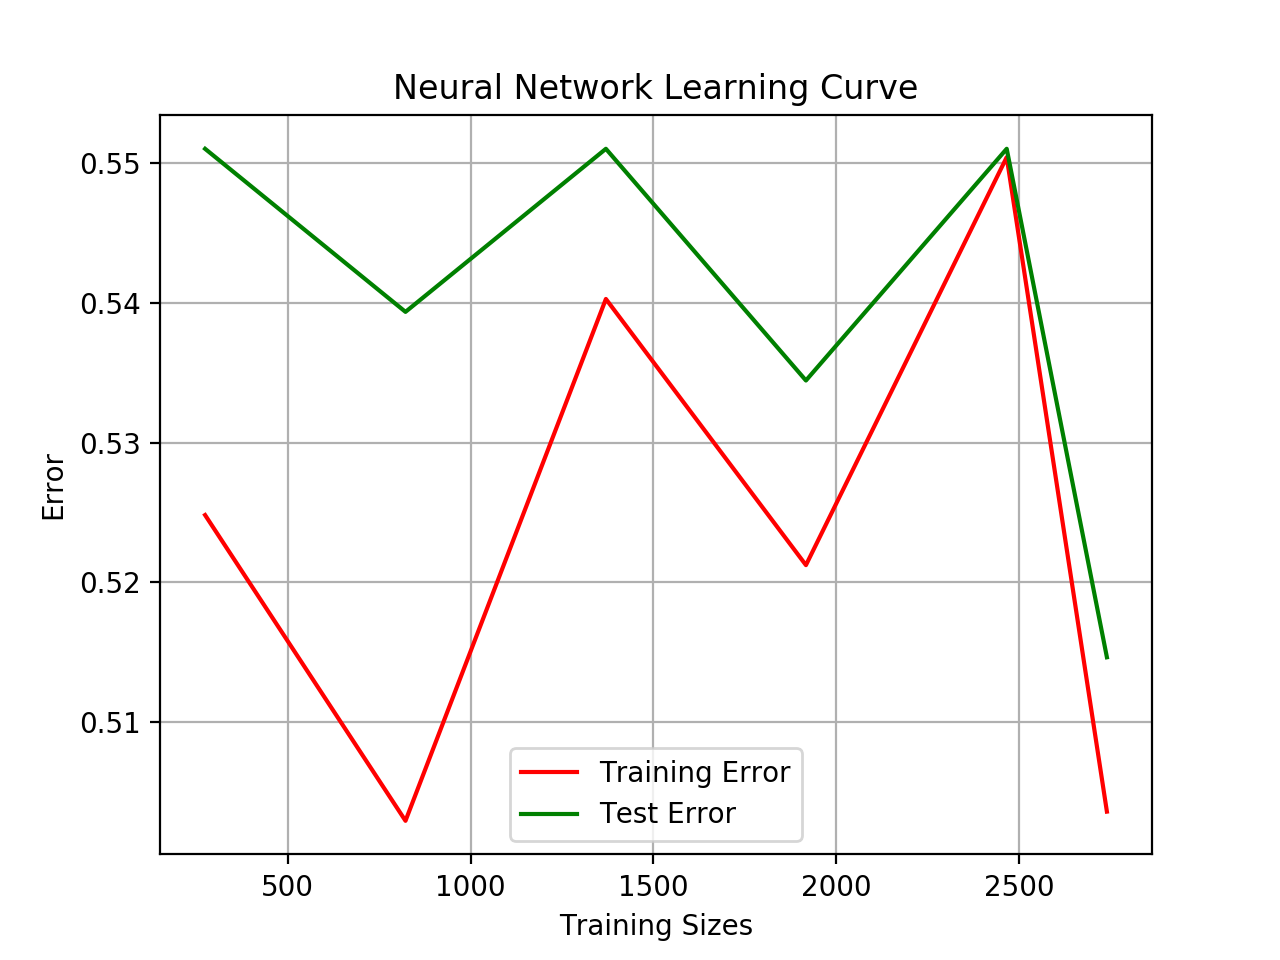 Neural Network Learning Curve
0.55
0.54
0.53
0.52
0.51
Error
Training Error
Test Error
500 1000 1500 2000 2500
Training Sizes